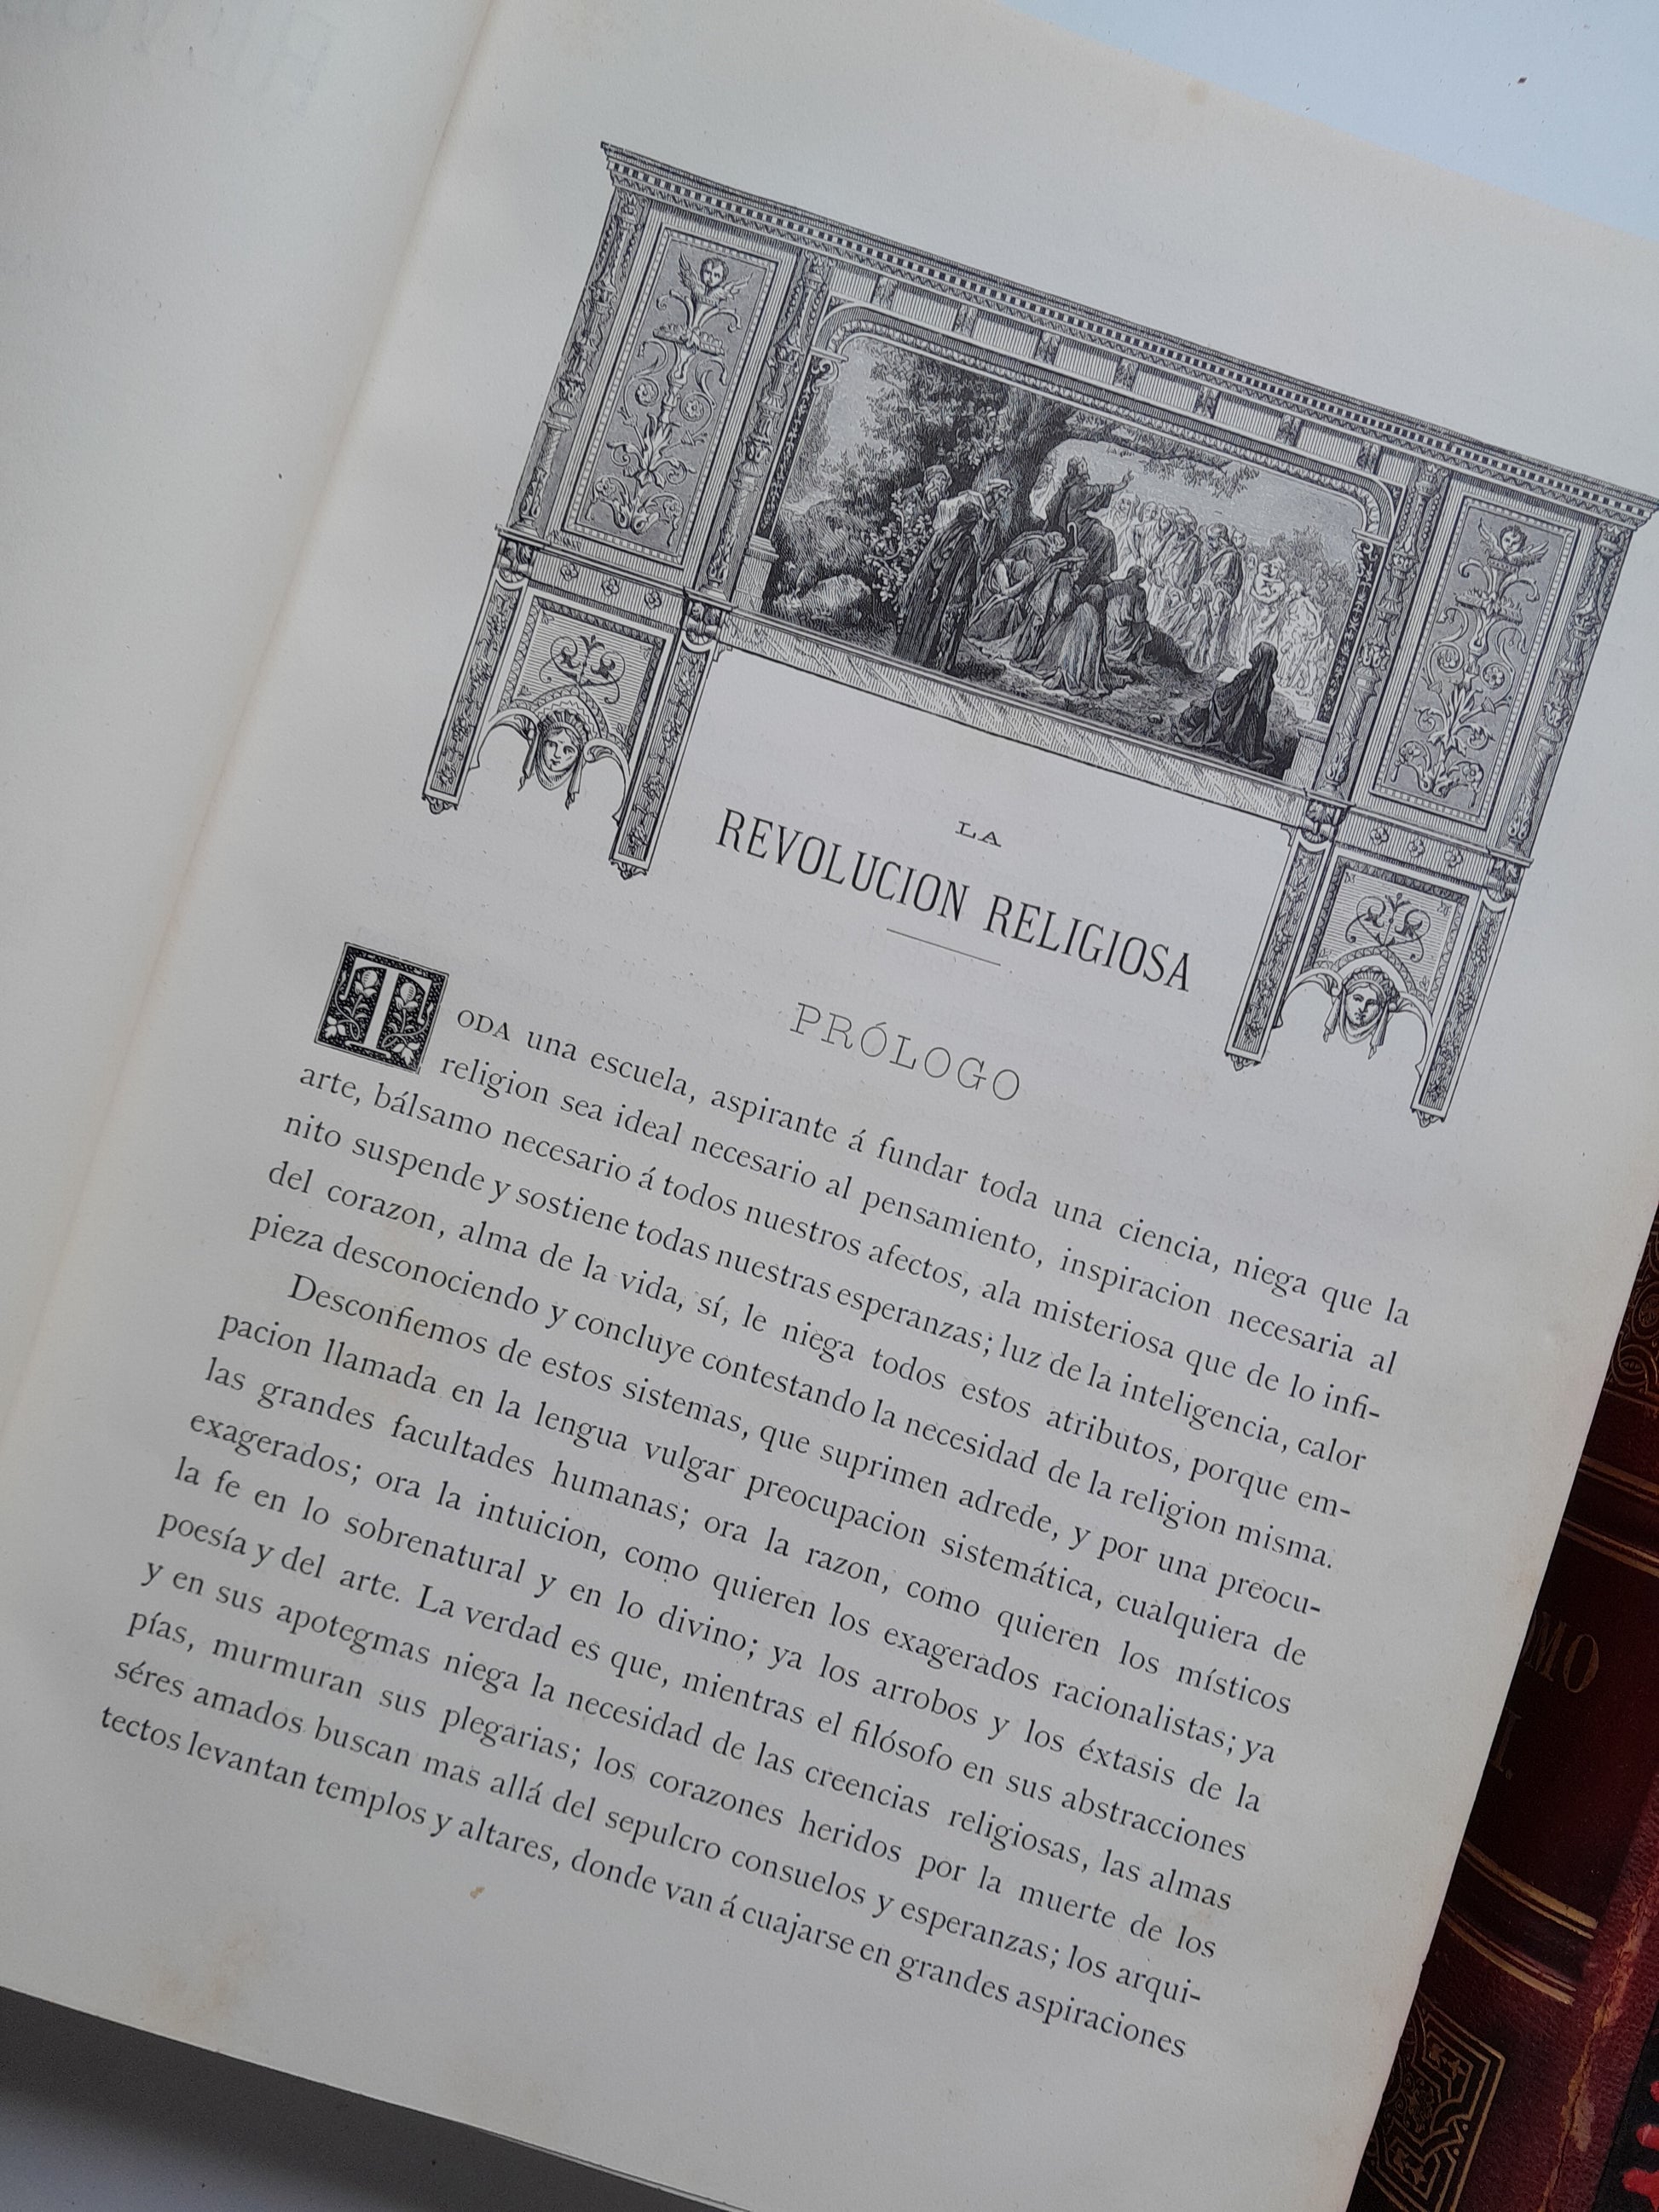 LA
REVOLUCION RELIGIOSA
PRÓLOGO
TODA una escuela, aspirante á fundar toda una ciencia, niega que la
religion sea ideal necesario al pensamiento, inspiracion necesaria al
arte, bálsamo necesario á todos nuestros afectos, ala misteriosa que de lo infi-
nito suspende y sostiene todas nuestras esperanzas; luz de la inteligencia, calor
del corazon, alma de la vida, sí, le niega todos estos atributos, porque em-
pieza desconociendo y concluye contestando la necesidad de la religion misma.
Desconfiemos de estos sistemas, que suprimen adrede, y por una preocu-
pacion llamada en la lengua vulgar preocupacion sistemática, cualquiera de
las grandes facultades humanas; ora la razon, como quieren los místicos
exagerados; ora la intuicion, como quieren los exagerados racionalistas; ya
la fe en lo sobrenatural y en lo divino; ya los arrobos y los éxtasis de la
poesía y del arte. La verdad es que, mientras el filósofo en sus abstracciones
y en sus apotegmas niega la necesidad de las creencias religiosas, las almas
pías, murmuran sus plegarias; los corazones heridos por la muerte de los
séres amados buscan mas allá del sepulcro consuelos y esperanzas; los arqui-
tectos levantan templos y altares, donde van á cuajarse en grandes aspiraciones